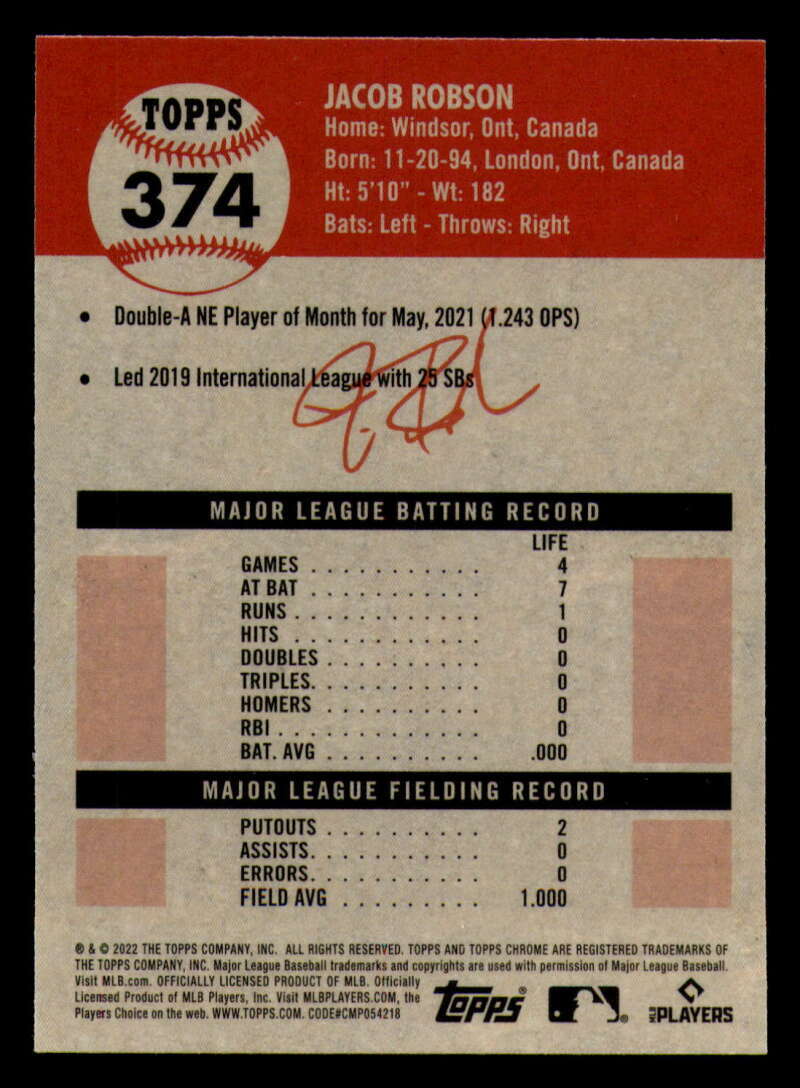 TOPPS
374
JACOB ROBSON
Home: Windsor, Ont, Canada
Born: 11-20-94, London, Ont, Canada
Ht: 5'10" - Wt: 182
Bats: Left - Throws: Right
• Double-A NE Player of Month for May, 2021 (1.243 OPS)
• Led 2019 International League with 25 SBs
MAJOR LEAGUE BATTING RECORD
LIFE
GAMES . . . . . . . . . . . 4
AT BAT . . . . . . . . . . . 7
RUNS . . . . . . . . . . . . 1
HITS . . . . . . . . . . . . 0
DOUBLES . . . . . . . . . . 0
TRIPLES. . . . . . . . . . . 0
HOMERS . . . . . . . . . . 0
RBI . . . . . . . . . . . . . 0
BAT. AVG . . . . . . . . . . .000
MAJOR LEAGUE FIELDING RECORD
PUTOUTS . . . . . . . . . . 2
ASSISTS. . . . . . . . . . . 0
ERRORS. . . . . . . . . . . 0
FIELD AVG . . . . . . . . . 1.000
® & © 2022 THE TOPPS COMPANY, INC. ALL RIGHTS RESERVED. TOPPS AND TOPPS CHROME ARE REGISTERED TRADEMARKS OF
THE TOPPS COMPANY, INC. Major League Baseball trademarks and copyrights are used with permission of Major League Baseball.
Visit MLB.com. OFFICIALLY LICENSED PRODUCT OF MLB. Officially
Licensed Product of MLB Players, Inc. Visit MLBPLAYERS.COM, the
Players Choice on the web. WWW.TOPPS.COM. CODE#CMP054218
Topps®
MLB PLAYERS